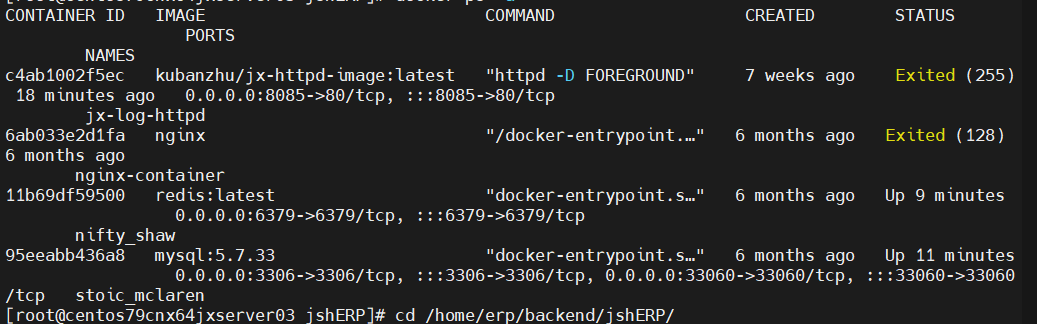 CONTAINER ID   IMAGE                            COMMAND                  CREATED        STATUS
PORTS
NAMES
c4ab1002f5ec   kubanzhu/jx-httpd-image:latest   "httpd -D FOREGROUND"    7 weeks ago    Exited (255)
18 minutes ago   0.0.0.0:8085->80/tcp, :::8085->80/tcp
jx-log-httpd
6ab033e2d1fa   nginx                            "/docker-entrypoint.…"   6 months ago   Exited (128)
6 months ago
nginx-container
11b69df59500   redis:latest                     "docker-entrypoint.s…"   6 months ago   Up 9 minutes
0.0.0.0:6379->6379/tcp, :::6379->6379/tcp
nifty_shaw
95eeabb436a8   mysql:5.7.33                     "docker-entrypoint.s…"   6 months ago   Up 11 minutes
0.0.0.0:3306->3306/tcp, :::3306->3306/tcp, 0.0.0.0:33060->33060/tcp, :::33060->33060
/tcp   stoic_mclaren
[root@centos79cnx64jxserver03 jshERP]# cd /home/erp/backend/jshERP/